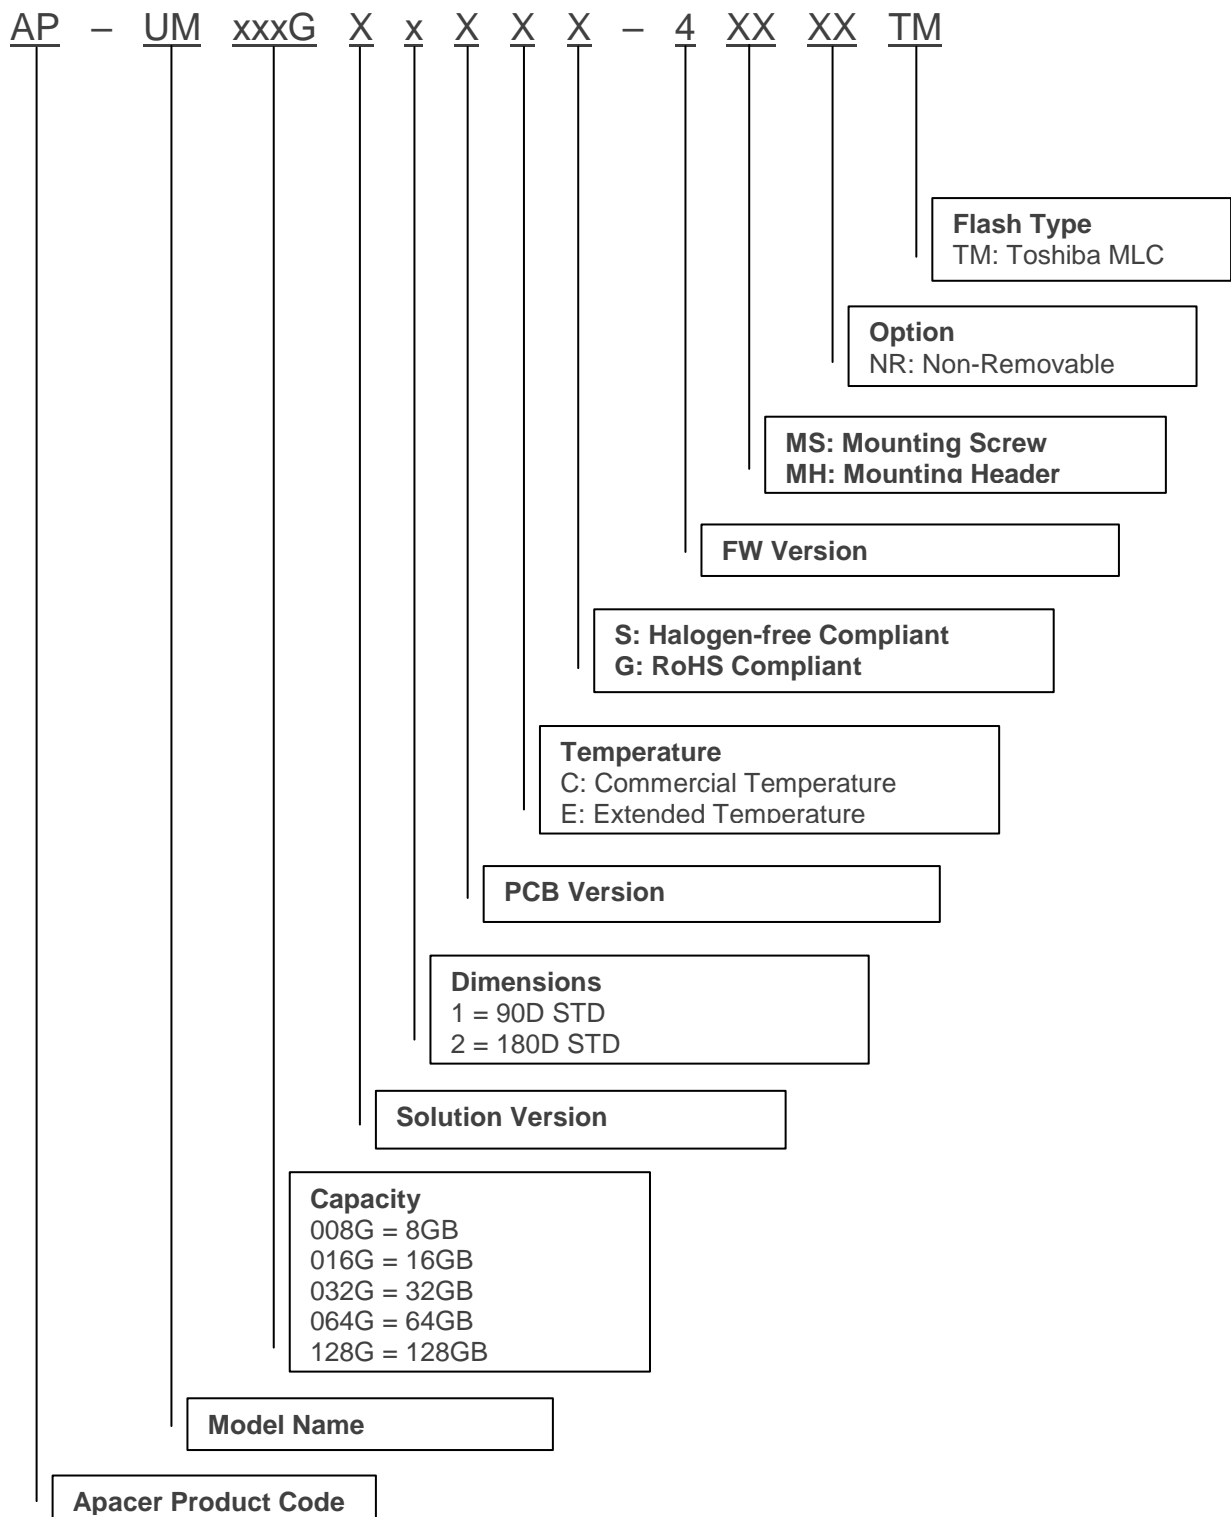 AP – UM xxxG X x X X X – 4 XX XX TM
Flash Type
TM: Toshiba MLC
Option
NR: Non-Removable
MS: Mounting Screw
MH: Mounting Header
FW Version
S: Halogen-free Compliant
G: RoHS Compliant
Temperature
C: Commercial Temperature
E: Extended Temperature
PCB Version
Dimensions
1 = 90D STD
2 = 180D STD
Solution Version
Capacity
008G = 8GB
016G = 16GB
032G = 32GB
064G = 64GB
128G = 128GB
Model Name
Apacer Product Code